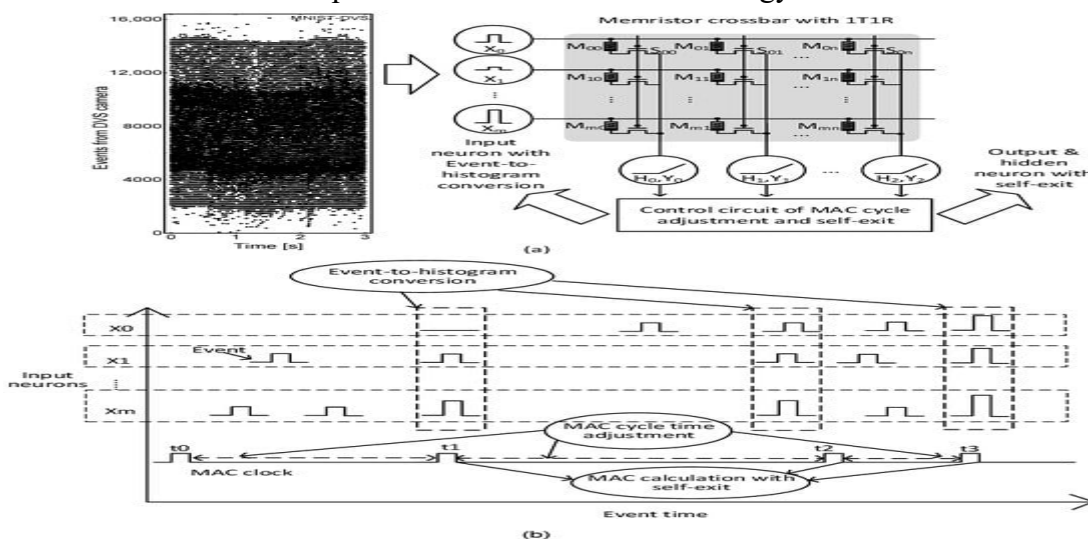 MNIST-DVS
Memristor crossbar with 1T1R
Events from DVS camera
16,000
12,000
8000
4000
0
0 1 2 3
Time [s]
X0
X1
⋮
Xm
M00 S00 M01 S01 M0n S0n
...
M10 M11 M1n
⋮ ⋮ ⋮
Mm0 Mm1 Mmn
...
Input
neuron with
Event-to-
histogram
conversion
H0,Y0 H1,Y1 ... H2,Y2
Output &
hidden
neuron with
self-exit
Control circuit of MAC cycle
adjustment and self-exit
(a)
Event-to-histogram
conversion
X0
X1
Event
Input
neurons
⋮
Xm
MAC cycle time
adjustment
t0 t1 t2 t3
MAC clock
MAC calculation with
self-exit
Event time
(b)